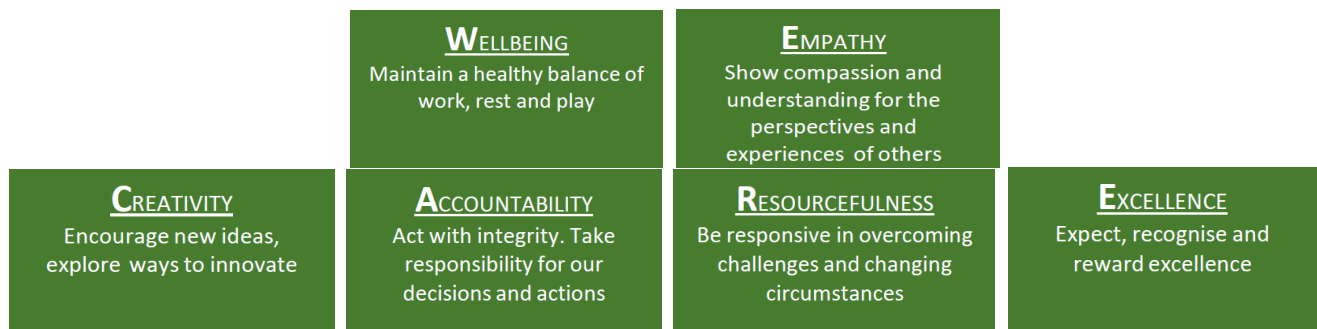 WELLBEING
Maintain a healthy balance of
work, rest and play
EMPATHY
Show compassion and
understanding for the
perspectives and
experiences of others
CREATIVITY
Encourage new ideas,
explore ways to innovate
ACCOUNTABILITY
Act with integrity. Take
responsibility for our
decisions and actions
RESOURCEFULNESS
Be responsive in overcoming
challenges and changing
circumstances
EXCELLENCE
Expect, recognise and
reward excellence